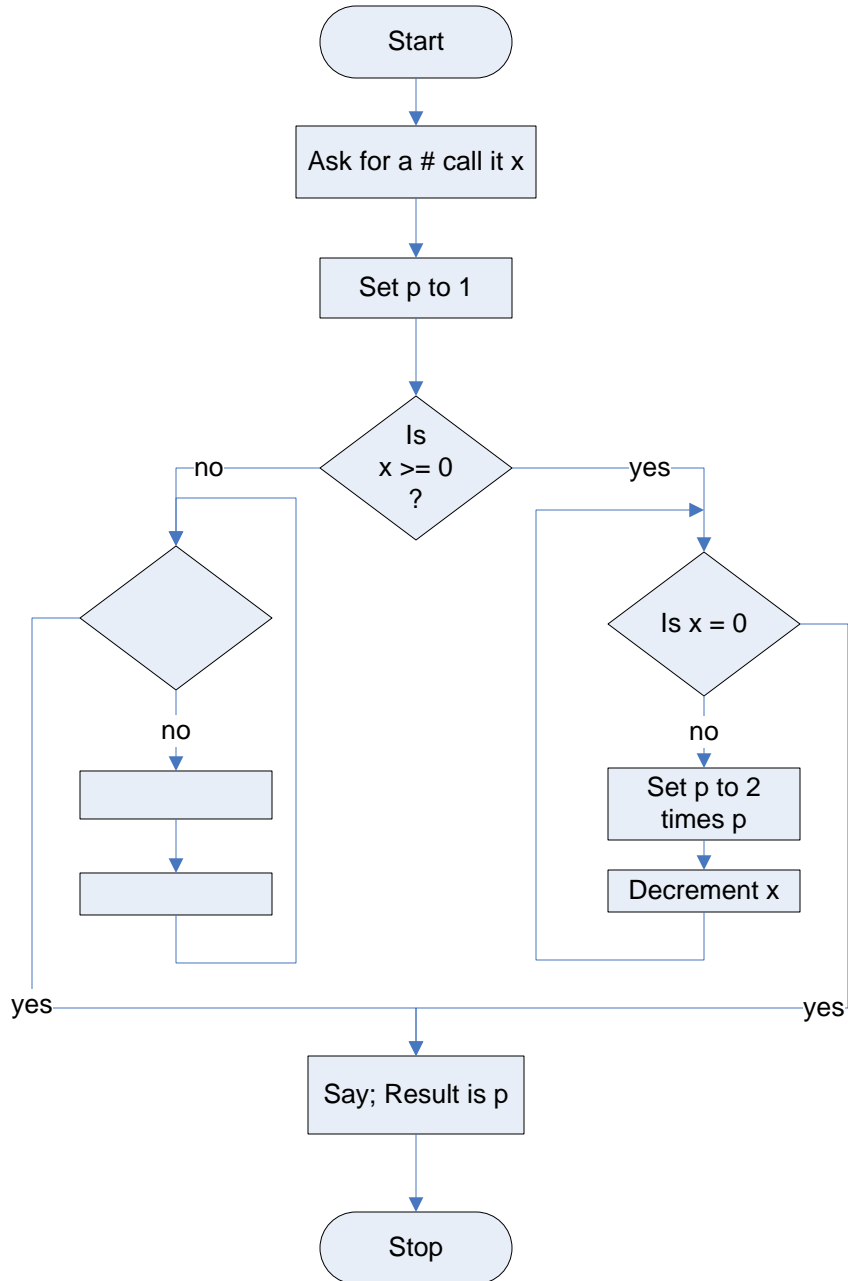 Start
Ask for a # call it x
Set p to 1
Is
x >= 0
?
no
yes
Is x = 0
no
no
Set p to 2
times p
Decrement x
yes
yes
Say; Result is p
Stop